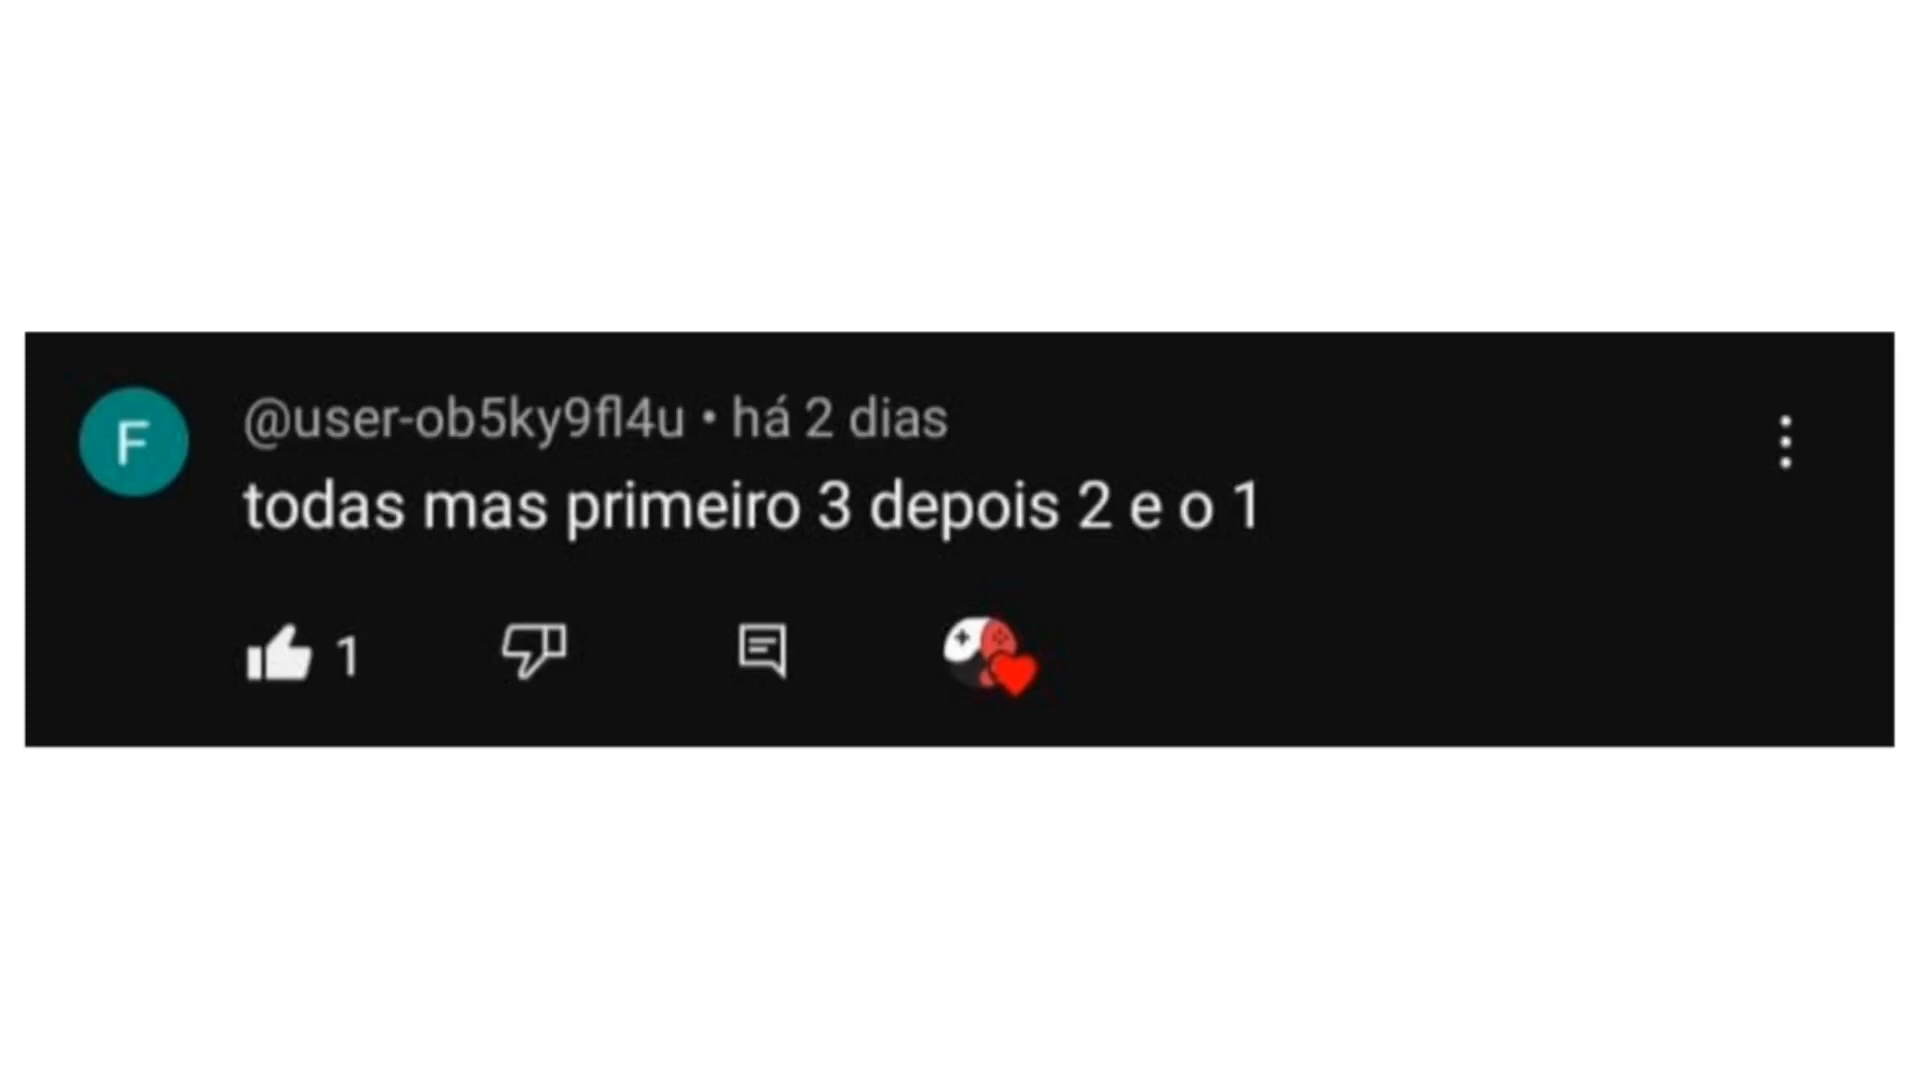 F
@user-ob5ky9fl4u • há 2 dias
todas mas primeiro 3 depois 2 e o 1
1